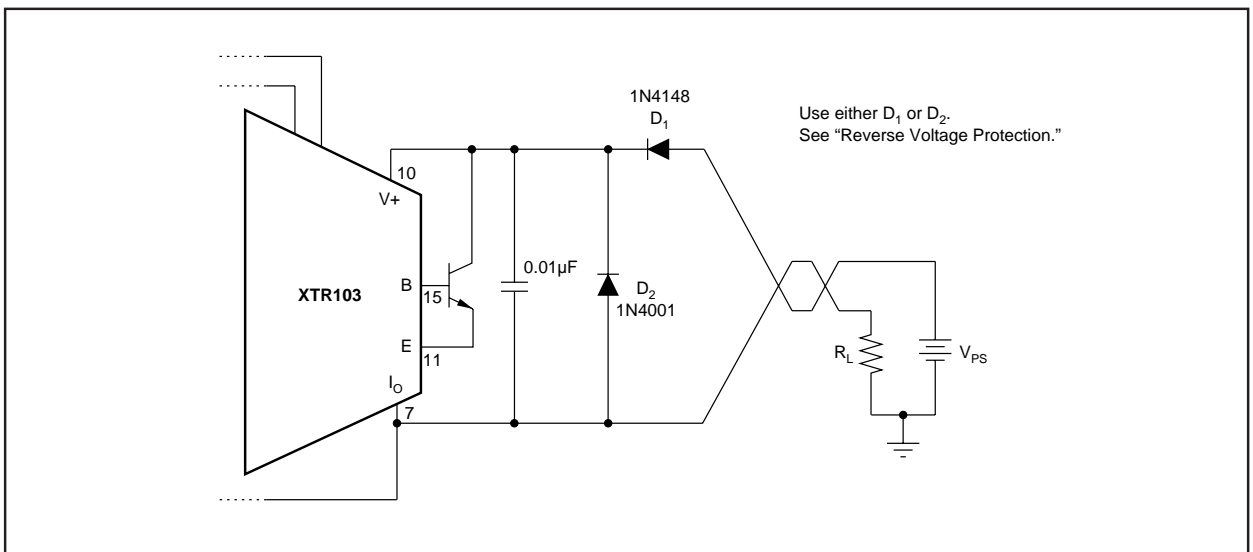 1N4148
D1
Use either D1 or D2.
See “Reverse Voltage Protection.”
10
V+
0.01µF
B
15
XTR103
D2
1N4001
E
11
RL
VPS
IO
7